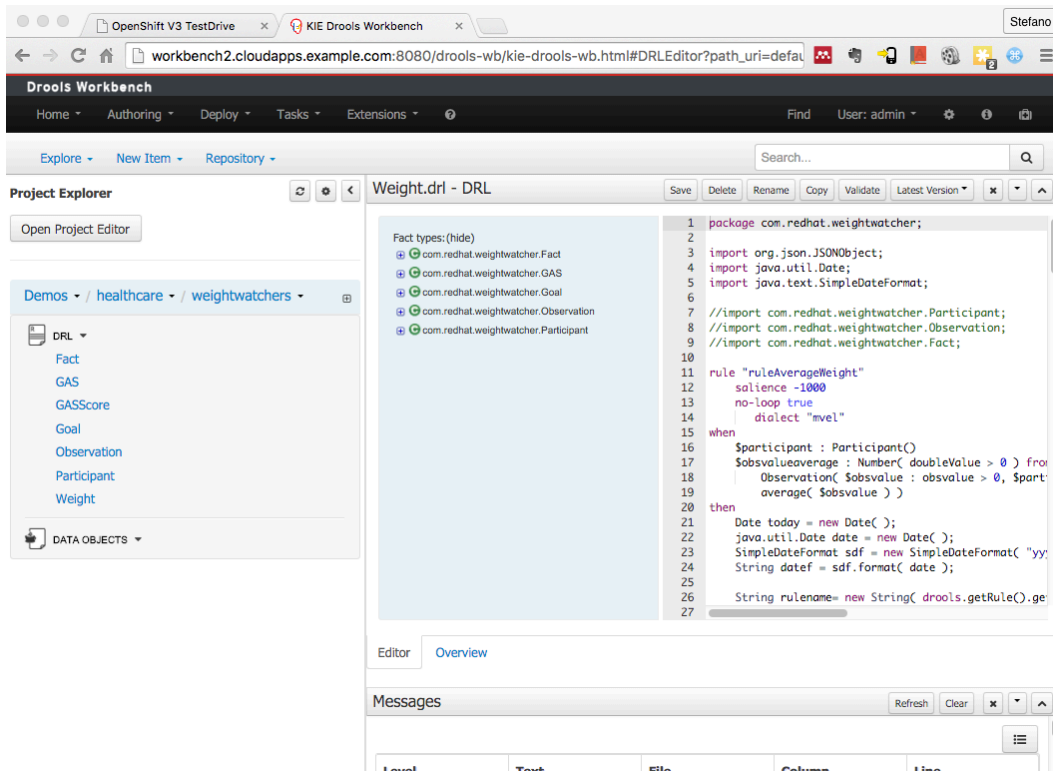 OpenShift V3 TestDrive
KIE Drools Workbench
Stefano
workbench2.cloudapps.example.com:8080/drools-wb/kie-drools-wb.html#DRLEditor?path_uri=defau
2
Drools Workbench
Home Authoring Deploy Tasks Extensions Find User: admin
Explore New Item Repository Search...
Project Explorer
Open Project Editor
Demos / healthcare / weightwatchers
DRL
Fact
GAS
GASScore
Goal
Observation
Participant
Weight
DATA OBJECTS
Weight.drl - DRL
Save Delete Rename Copy Validate Latest Version
Fact types:(hide)
com.redhat.weightwatcher.Fact
com.redhat.weightwatcher.GAS
com.redhat.weightwatcher.Goal
com.redhat.weightwatcher.Observation
com.redhat.weightwatcher.Participant
1 package com.redhat.weightwatcher;
2
3 import org.json.JSONObject;
4 import java.util.Date;
5 import java.text.SimpleDateFormat;
6
7 //import com.redhat.weightwatcher.Participant;
8 //import com.redhat.weightwatcher.Observation;
9 //import com.redhat.weightwatcher.Fact;
10
11 rule "ruleAverageWeight"
12 salience -1000
13 no-loop true
14 dialect "mvel"
15 when
16 $participant : Participant()
17 $obsvalueaverage : Number( doubleValue > 0 ) fro
18 Observation( $obsvalue : obsvalue > 0, $part
19 average( $obsvalue ) )
20 then
21 Date today = new Date( );
22 java.util.Date date = new Date( );
23 SimpleDateFormat sdf = new SimpleDateFormat( "yy
24 String datef = sdf.format( date );
25
26 String rulename= new String( drools.getRule().ge
27
Editor Overview
Messages
Refresh Clear
Level Text File Column Line